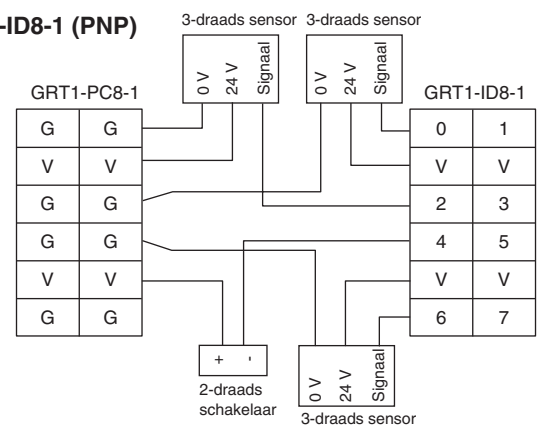 -ID8-1 (PNP)
3-draads sensor 3-draads sensor
0 V 24 V Signaal
0 V 24 V Signaal
GRT1-PC8-1
GRT1-ID8-1
G G
V V
G G
G G
V V
G G
0 1
V V
2 3
4 5
V V
6 7
+ -
2-draads
schakelaar
0 V 24 V Signaal
3-draads sensor